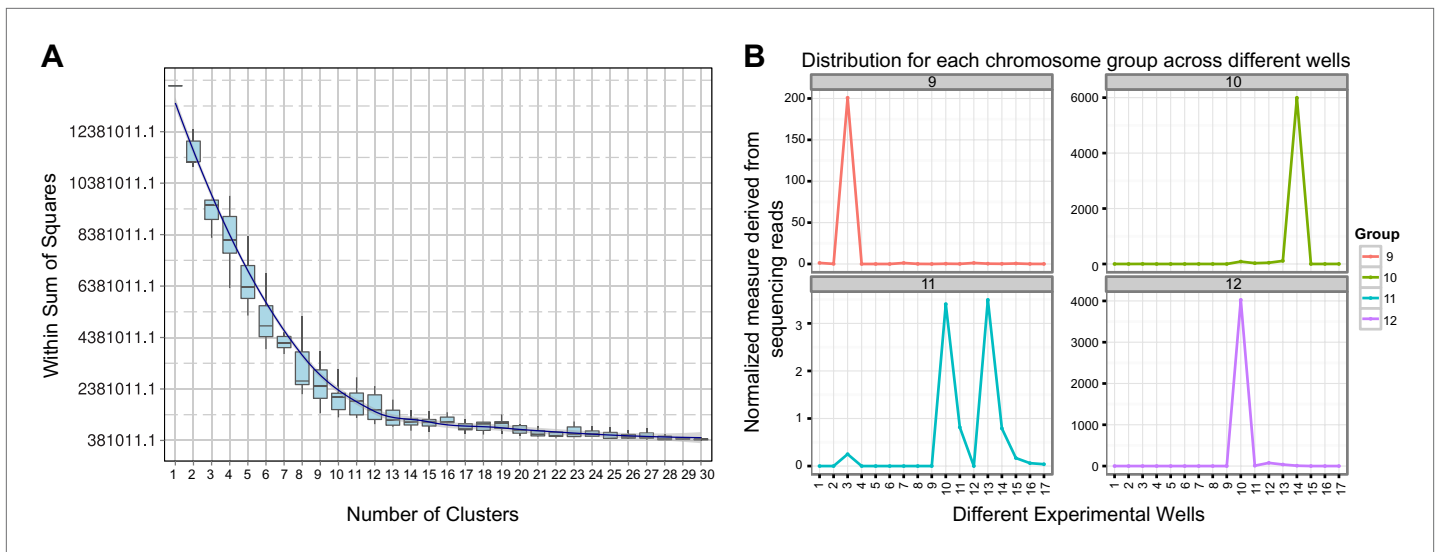 A
Within Sum of Squares
12381011.1
10381011.1
8381011.1
6381011.1
4381011.1
2381011.1
381011.1
1 2 3 4 5 6 7 8 9 10 11 12 13 14 15 16 17 18 19 20 21 22 23 24 25 26 27 28 29 30
Number of Clusters
B
Distribution for each chromosome group across different wells
Normalized measure derived from
sequencing reads
9
200
150
100
50
0
10
6000
4000
2000
0
11
3
2
1
0
1 2 3 4 5 6 7 8 9 10 11 12 13 14 15 16 17
12
4000
3000
2000
1000
0
1 2 3 4 5 6 7 8 9 10 11 12 13 14 15 16 17
Different Experimental Wells
Group
9
10
11
12